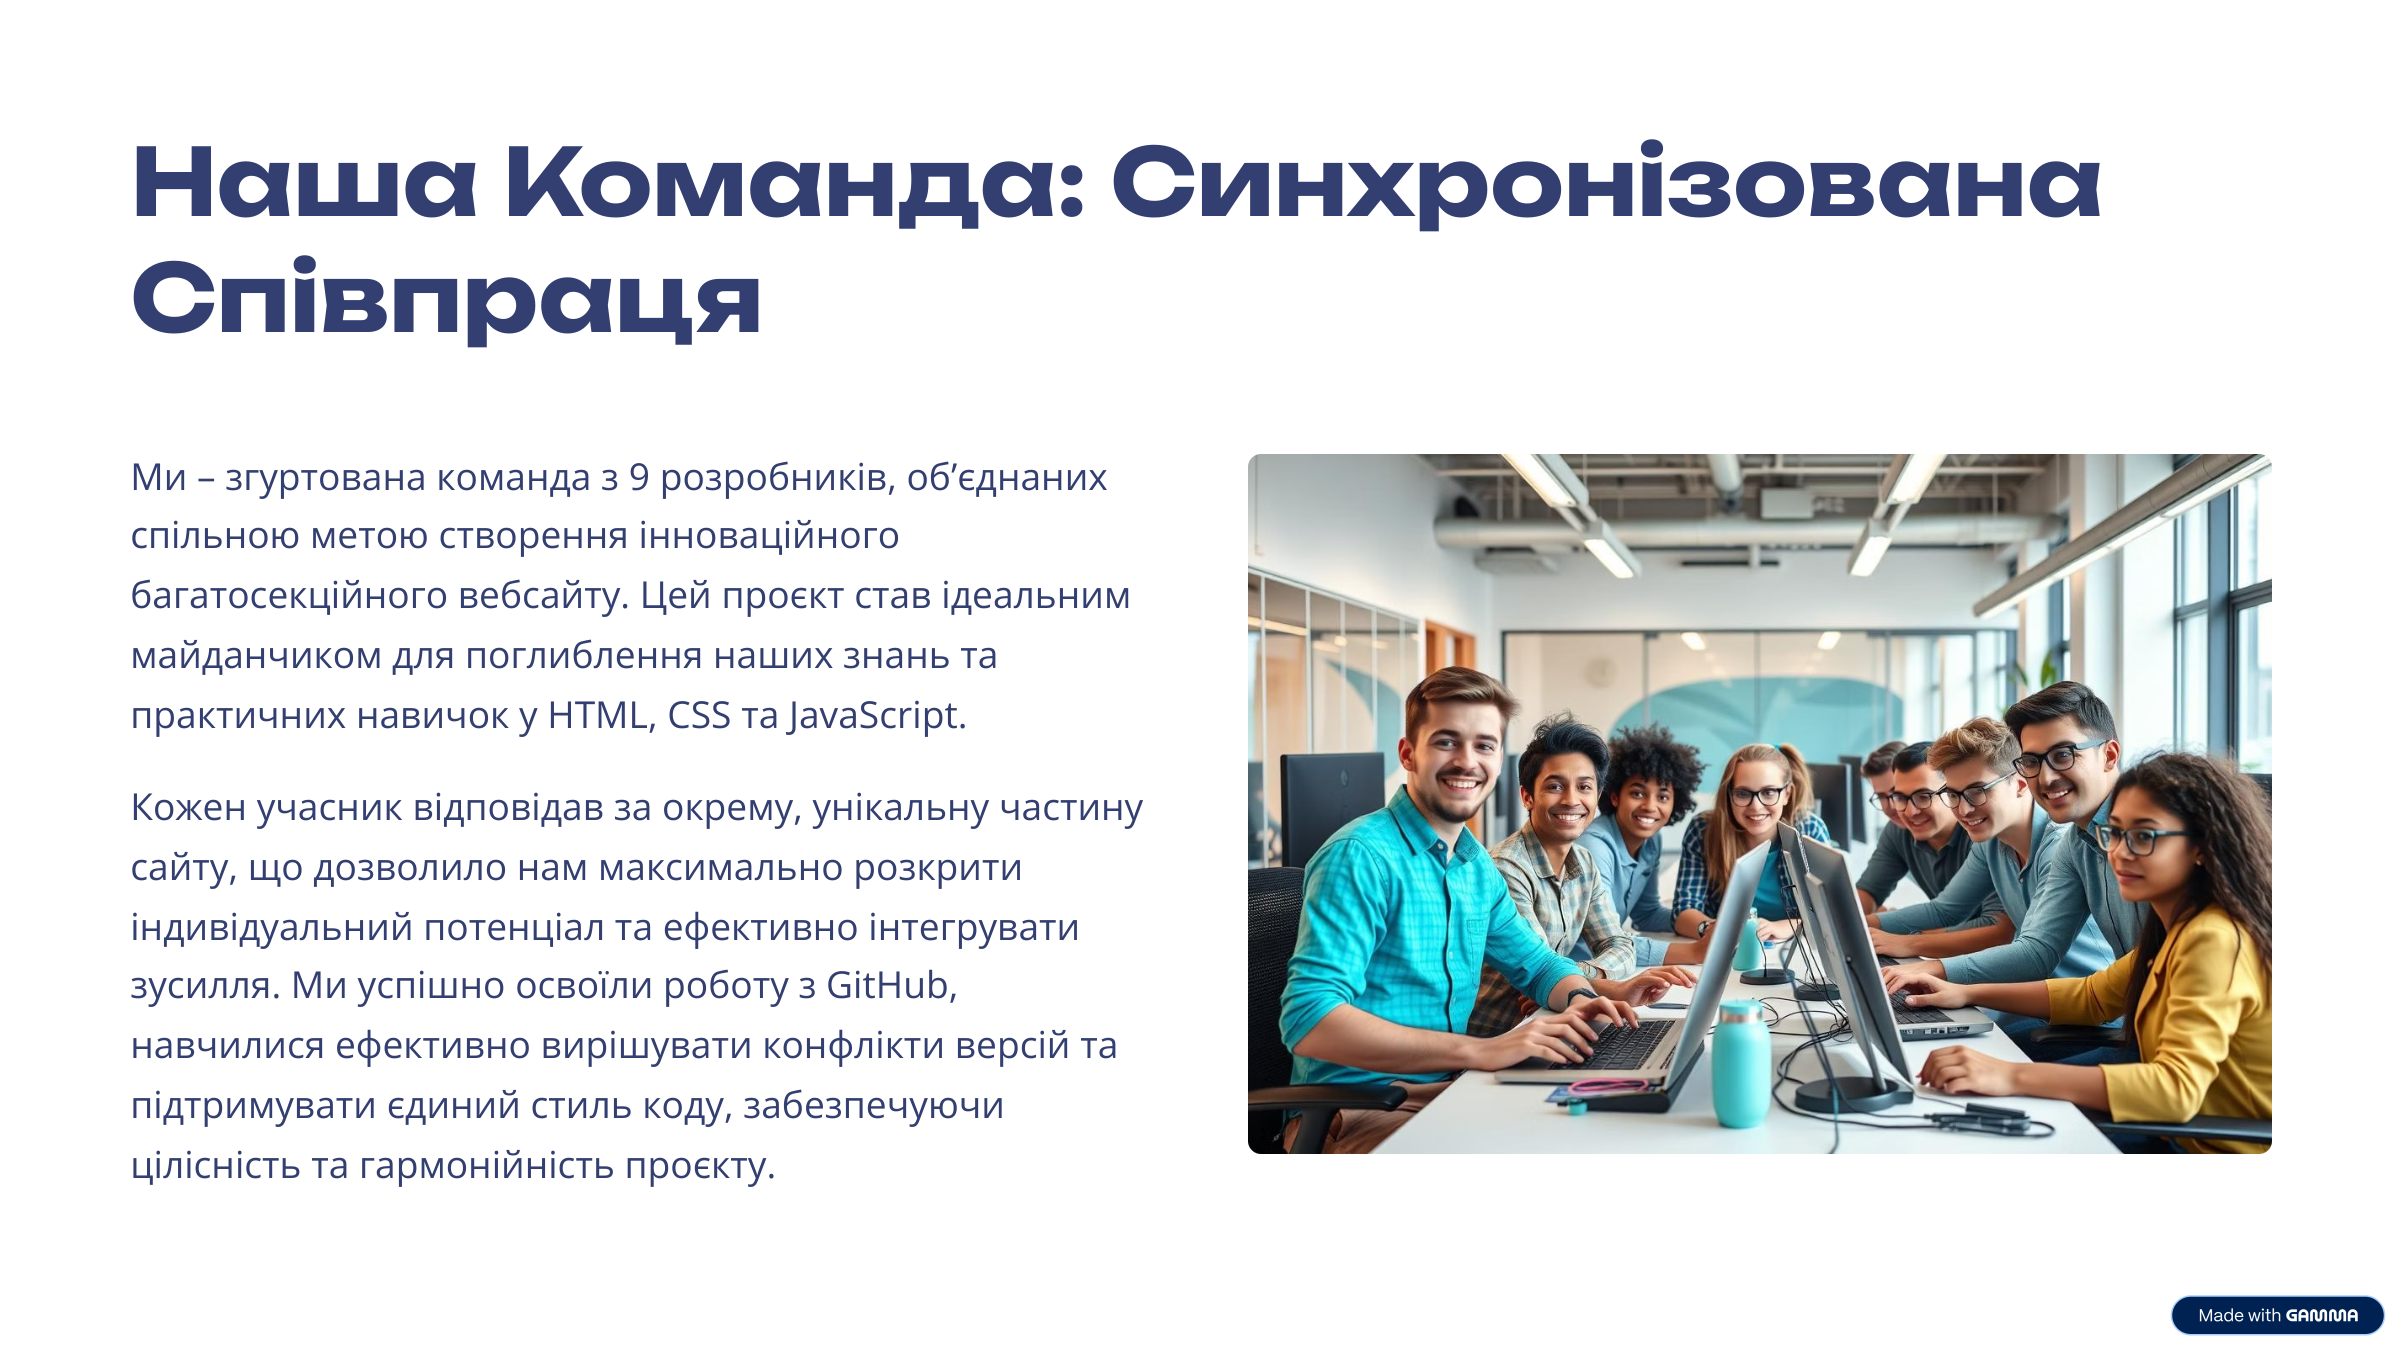 Наша Команда: Синхронізована
Співпраця
Ми – згуртована команда з 9 розробників, об’єднаних
спільною метою створення інноваційного
багатосекційного вебсайту. Цей проєкт став ідеальним
майданчиком для поглиблення наших знань та
практичних навичок у HTML, CSS та JavaScript.
Кожен учасник відповідав за окрему, унікальну частину
сайту, що дозволило нам максимально розкрити
індивідуальний потенціал та ефективно інтегрувати
зусилля. Ми успішно освоїли роботу з GitHub,
навчилися ефективно вирішувати конфлікти версій та
підтримувати єдиний стиль коду, забезпечуючи
цілісність та гармонійність проєкту.
Made with GAMMA